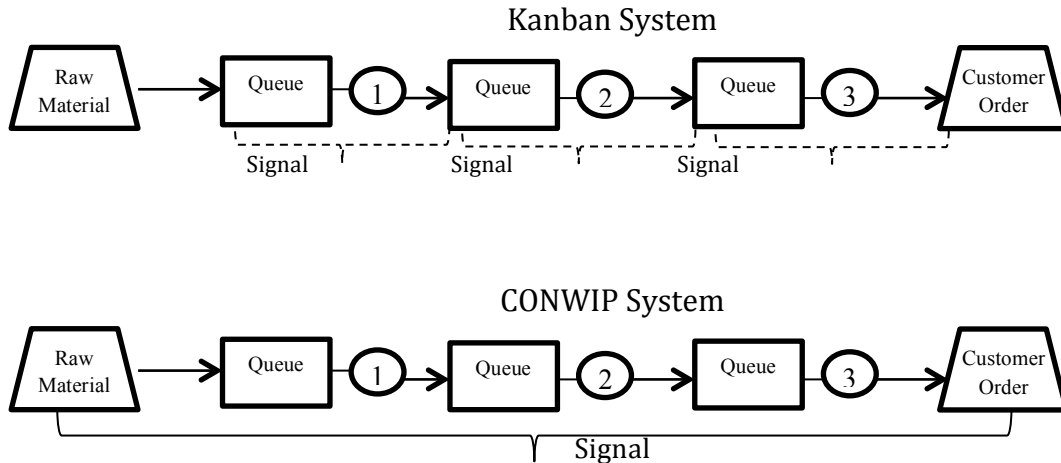 Kanban System
Raw
Material
Queue
1
Queue
2
Queue
3
Customer
Order
Signal
Signal
Signal
CONWIP System
Raw
Material
Queue
1
Queue
2
Queue
3
Customer
Order
Signal